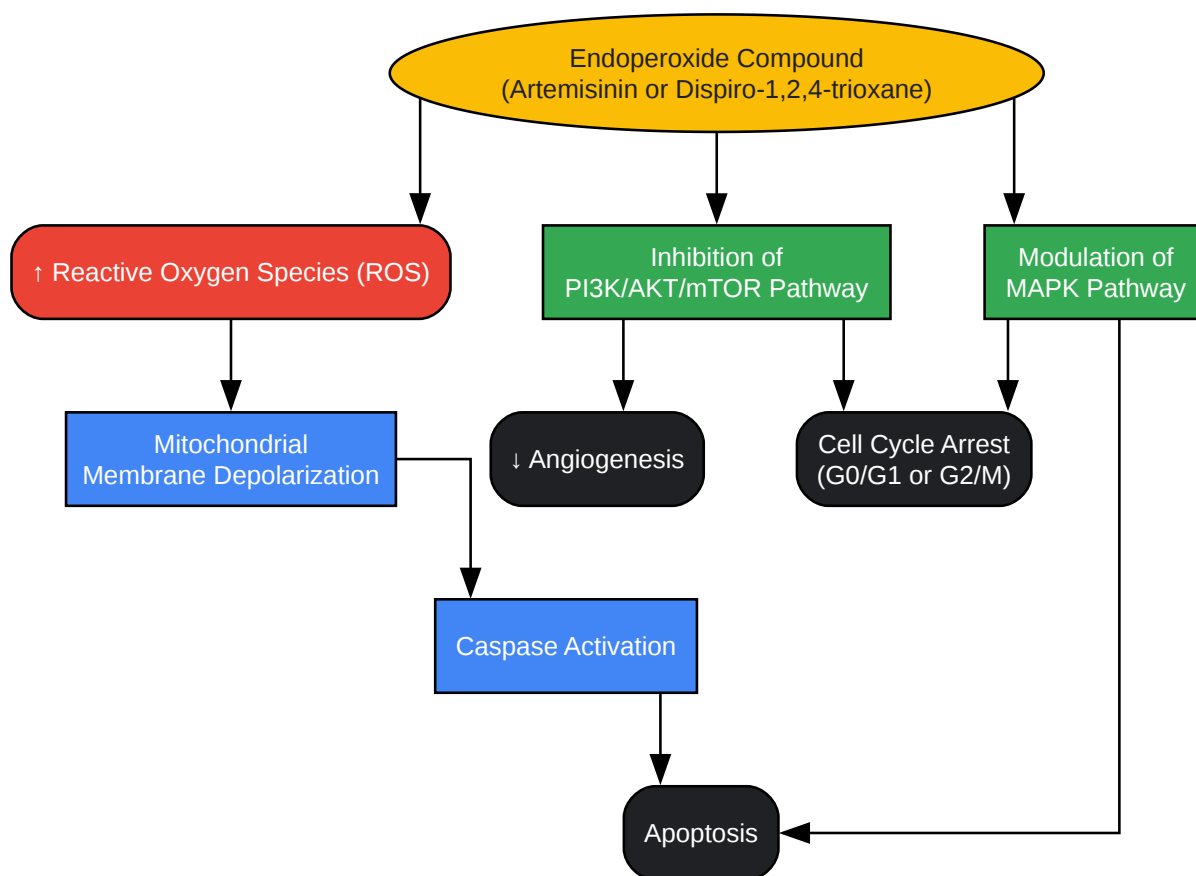 Endoperoxide Compound
(Artemisinin or Dispiro-1,2,4-trioxane)
↑ Reactive Oxygen Species (ROS)
Inhibition of
PI3K/AKT/mTOR Pathway
Modulation of
MAPK Pathway
Mitochondrial
Membrane Depolarization
↓ Angiogenesis
Cell Cycle Arrest
(G0/G1 or G2/M)
Caspase Activation
Apoptosis